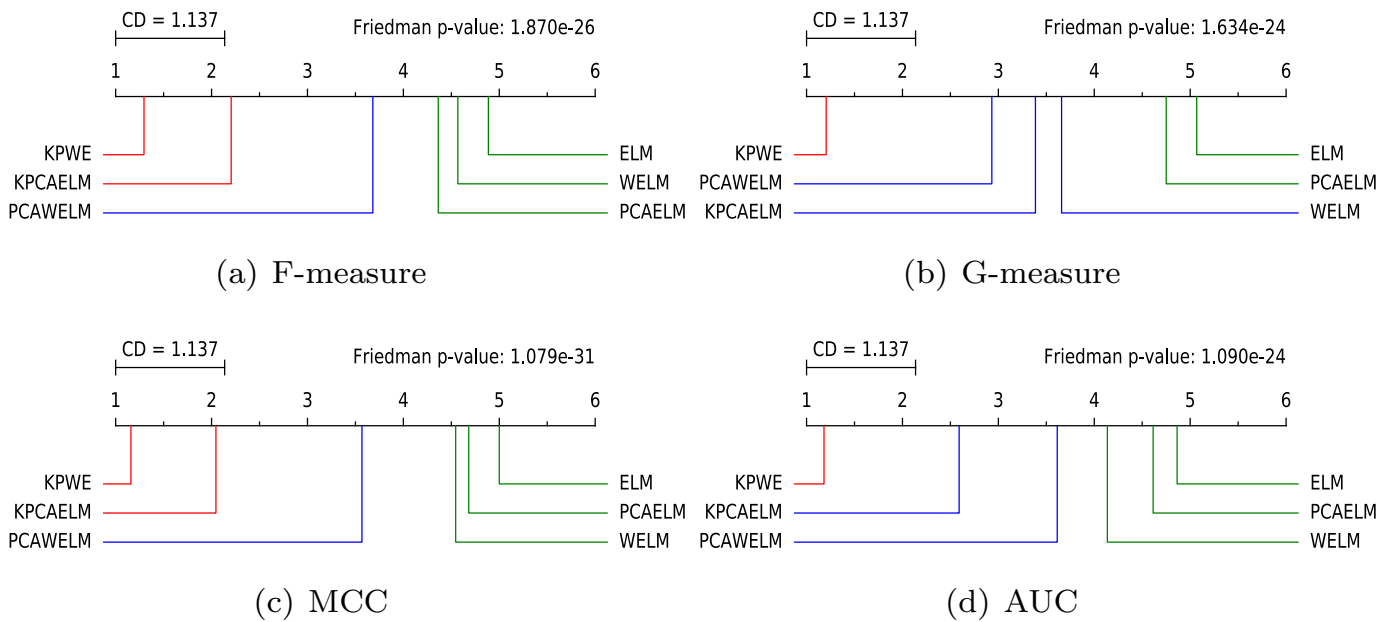 CD = 1.137
Friedman p-value: 1.870e-26
1 2 3 4 5 6
KPWE
KPCAELM
PCAWELM
ELM
WELM
PCAELM
(a) F-measure
CD = 1.137
Friedman p-value: 1.634e-24
1 2 3 4 5 6
KPWE
PCAWELM
KPCAELM
ELM
PCAELM
WELM
(b) G-measure
CD = 1.137
Friedman p-value: 1.079e-31
1 2 3 4 5 6
KPWE
KPCAELM
PCAWELM
ELM
PCAELM
WELM
(c) MCC
CD = 1.137
Friedman p-value: 1.090e-24
1 2 3 4 5 6
KPWE
KPCAELM
PCAWELM
ELM
PCAELM
WELM
(d) AUC